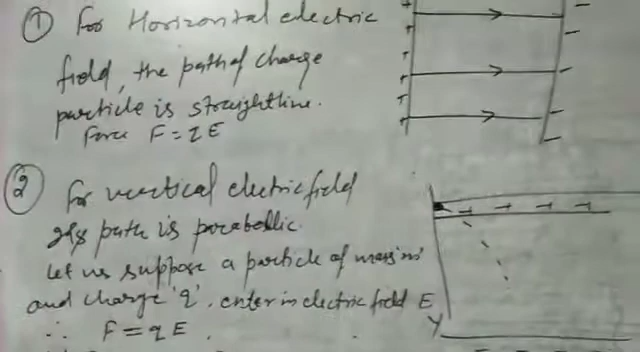 ① For Horizontal electric
field, the path of charge
particle is straightline.
Force F = qE
② for vertical electric field
its path is parabollic.
Let us suppose a particle of mass 'm'
and charge 'q', enter in electric field E
∴ F = qE.
Y